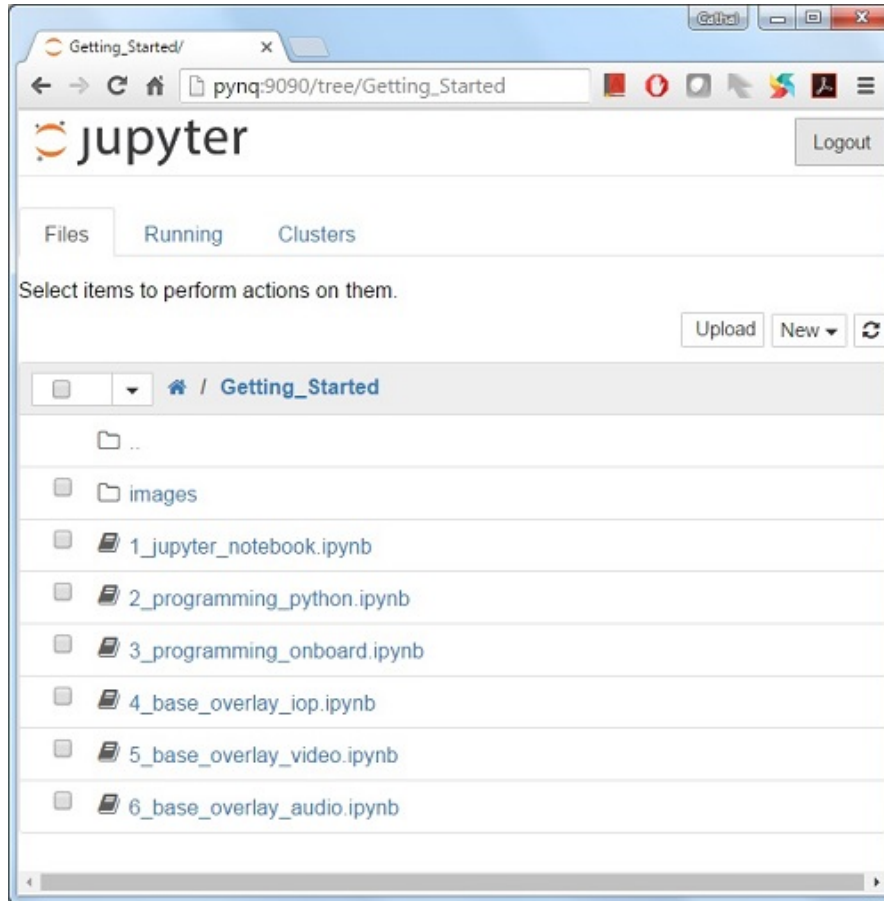 Cathal
Getting_Started/
pynq:9090/tree/Getting_Started
jupyter
Logout
Files Running Clusters
Select items to perform actions on them.
Upload New
/ Getting_Started
..
images
1_jupyter_notebook.ipynb
2_programming_python.ipynb
3_programming_onboard.ipynb
4_base_overlay_iop.ipynb
5_base_overlay_video.ipynb
6_base_overlay_audio.ipynb